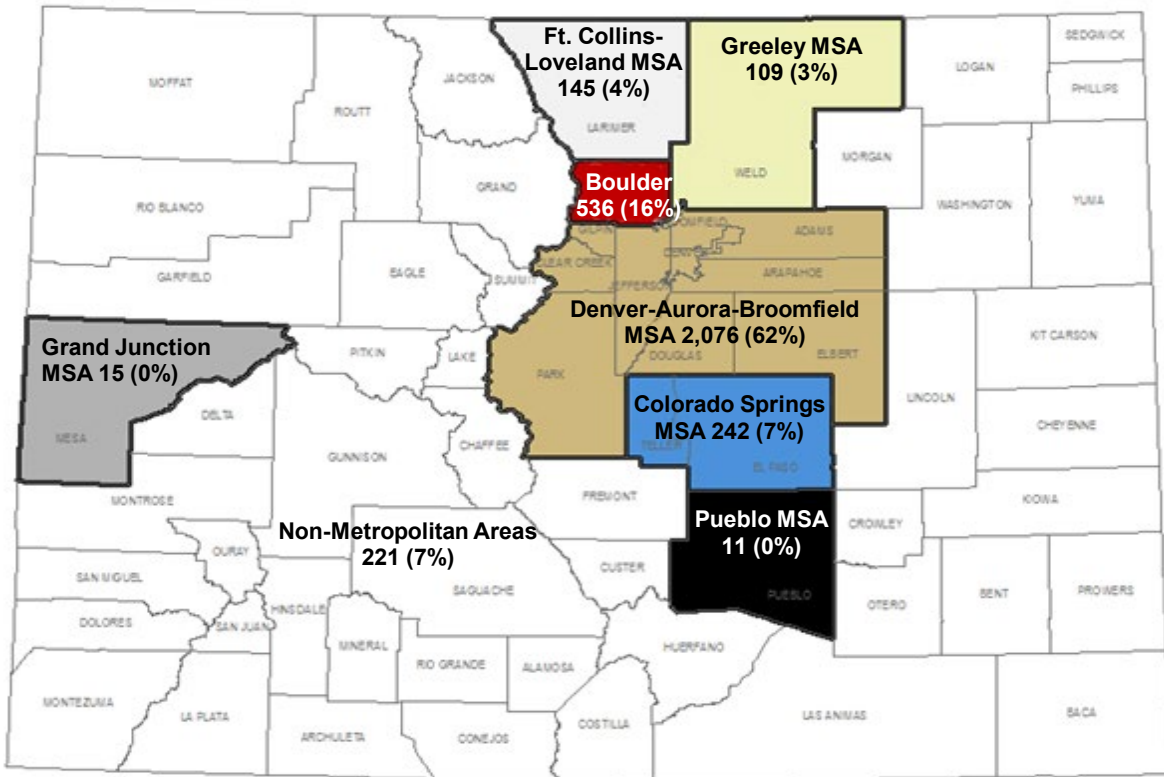 SEDGWICK
Ft. Collins-
Loveland MSA
145 (4%)
Greeley MSA
109 (3%)
LOGAN
MOFFAT
JACKSON
PHILLIPS
ROUTT
LARIMER
MORGAN
WELD
Boulder
536 (16%)
GRAND
WASHINGTON
YUMA
RIO BLANCO
GILPIN
ADAMS
CLEAR CREEK
ARAPAHOE
GARFIELD
EAGLE
SUMMIT
JEFFERSON
Denver-Aurora-Broomfield
MSA 2,076 (62%)
Grand Junction
MSA 15 (0%)
PITKIN
LAKE
DOUGLAS
ELBERT
KIT CARSON
PARK
LINCOLN
DELTA
Colorado Springs
MSA 242 (7%)
MESA
CHAFFEE
TELLER
EL PASO
CHEYENNE
GUNNISON
MONTROSE
FREMONT
KIOWA
Pueblo MSA
11 (0%)
CROWLEY
Non-Metropolitan Areas
221 (7%)
OURAY
SAN MIGUEL
CUSTER
SAGUACHE
PUEBLO
OTERO
BENT
PROWERS
HINSDALE
DOLORES
SAN JUAN
MINERAL
HUERFANO
RIO GRANDE
ALAMOSA
MONTEZUMA
LA PLATA
COSTILLA
LAS ANIMAS
BACA
ARCHULETA
CONEJOS